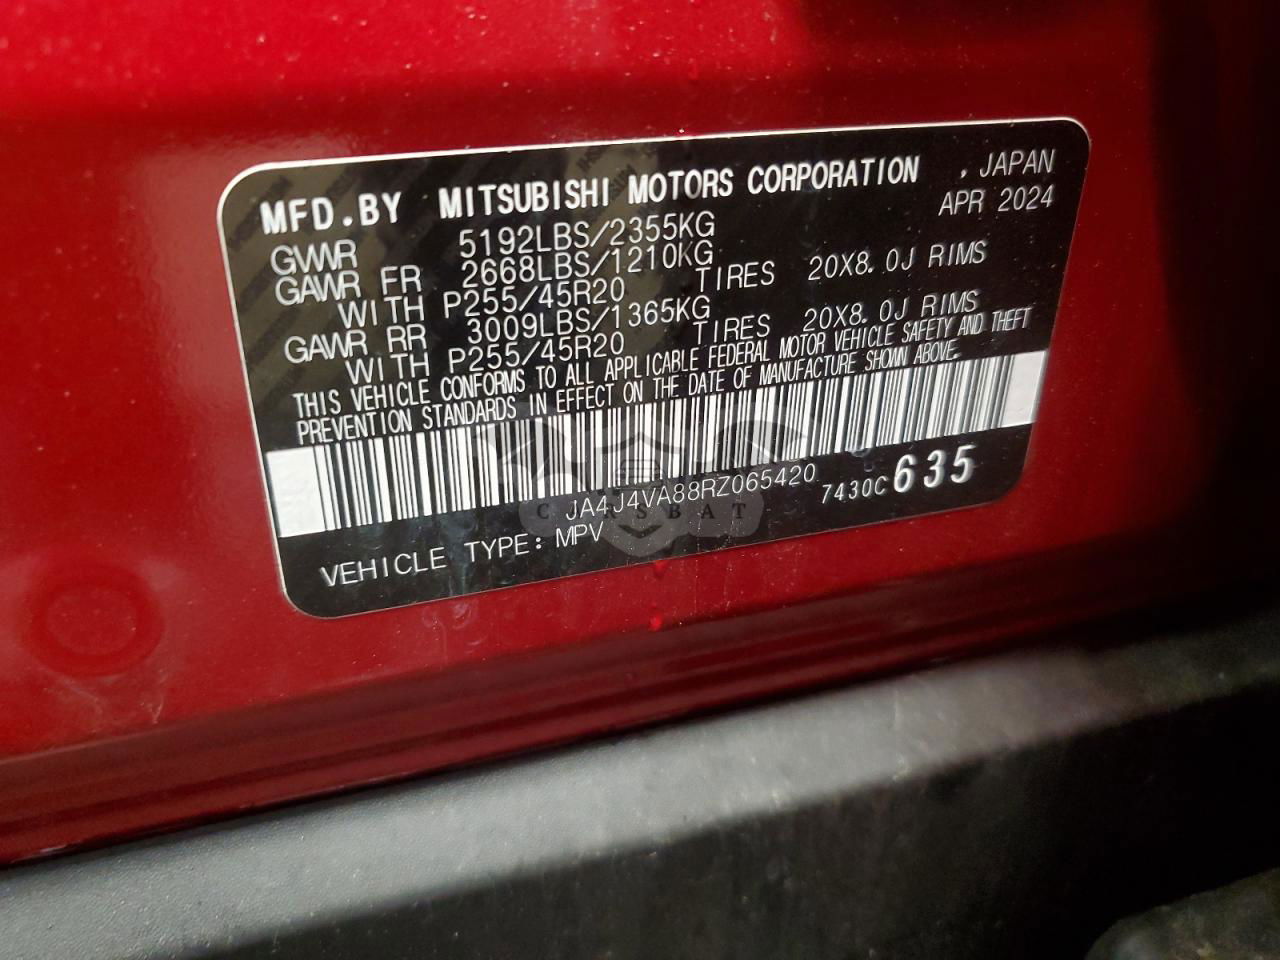 MFD.BY MITSUBISHI MOTORS CORPORATION , JAPAN
APR 2024
GVWR 5192LBS/2355KG
GAWR FR 2668LBS/1210KG
WITH P255/45R20 TIRES 20X8.0J RIMS
GAWR RR 3009LBS/1365KG
WITH P255/45R20 TIRES 20X8.0J RIMS
THIS VEHICLE CONFORMS TO ALL APPLICABLE FEDERAL MOTOR VEHICLE SAFETY AND THEFT
PREVENTION STANDARDS IN EFFECT ON THE DATE OF MANUFACTURE SHOWN ABOVE.
JA4J4VA88RZ065420 7430C 635
CARSBAT
VEHICLE TYPE: MPV